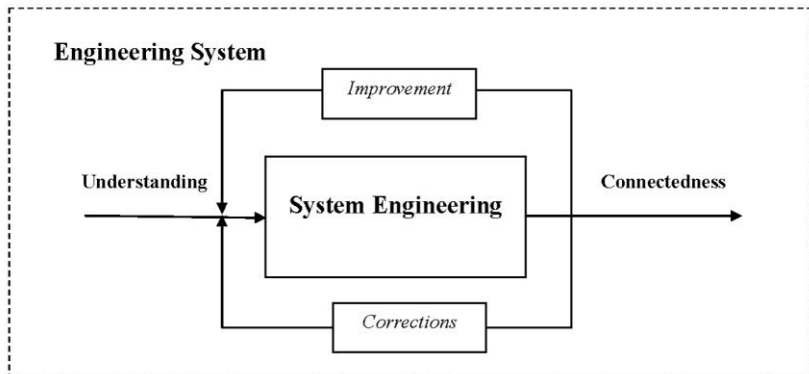 Engineering System
Improvement
Understanding
Connectedness
System Engineering
Corrections